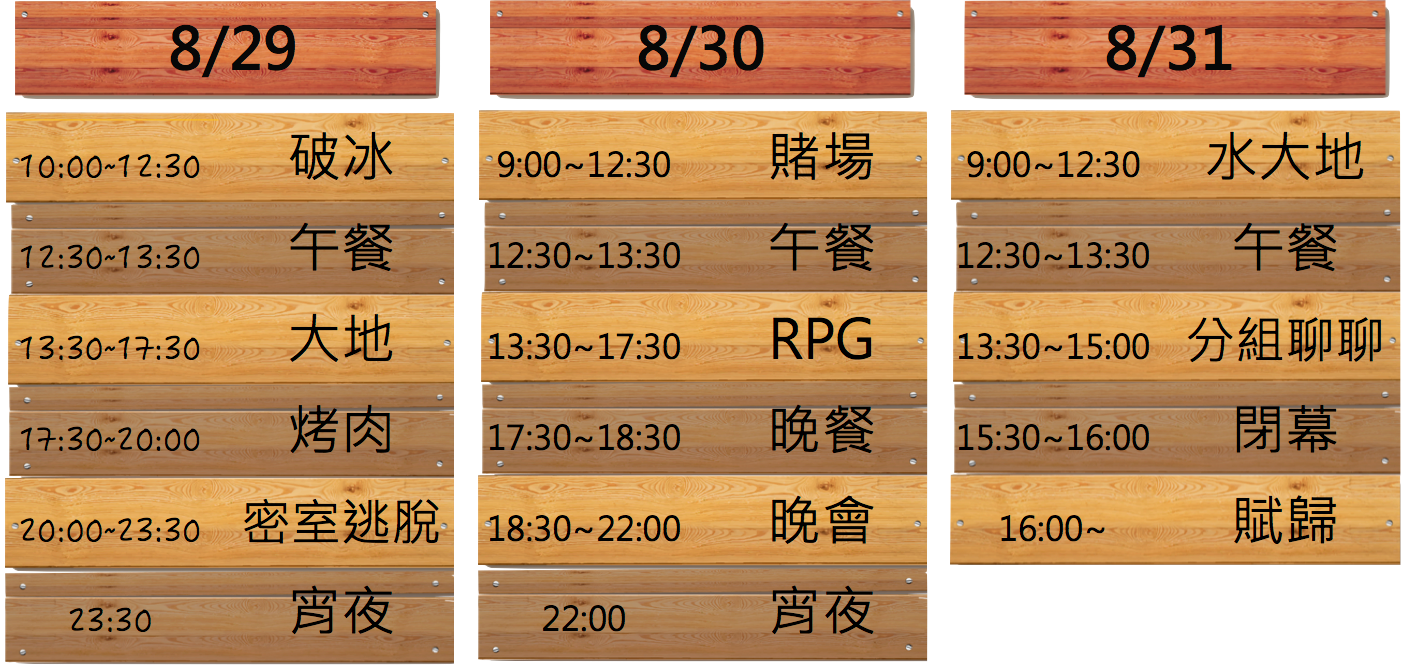 8/29
10:00~12:30 破冰
12:30~13:30 午餐
13:30~17:30 大地
17:30~20:00 烤肉
20:00~23:30 密室逃脫
23:30 宵夜
8/30
9:00~12:30 賭場
12:30~13:30 午餐
13:30~17:30 RPG
17:30~18:30 晚餐
18:30~22:00 晚會
22:00 宵夜
8/31
9:00~12:30 水大地
12:30~13:30 午餐
13:30~15:00 分組聊聊
15:30~16:00 閉幕
16:00~ 賦歸